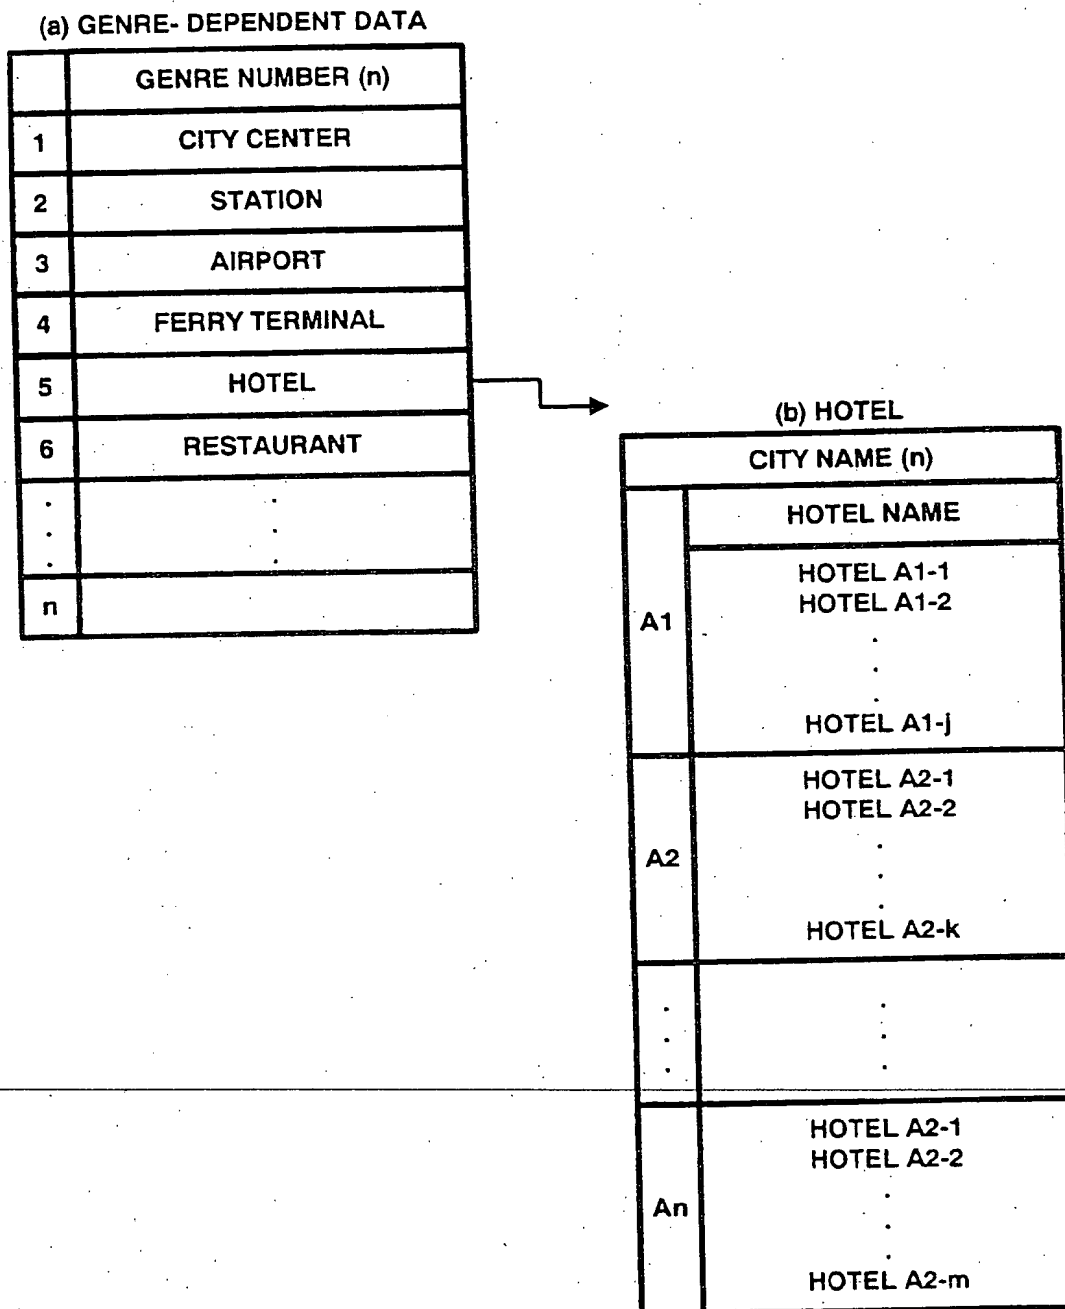 (a) GENRE- DEPENDENT DATA
GENRE NUMBER (n)
1 CITY CENTER
2 STATION
3 AIRPORT
4 FERRY TERMINAL
5 HOTEL
6 RESTAURANT
n
(b) HOTEL
CITY NAME (n)
HOTEL NAME
A1
HOTEL A1-1
HOTEL A1-2
HOTEL A1-j
A2
HOTEL A2-1
HOTEL A2-2
HOTEL A2-k
An
HOTEL A2-1
HOTEL A2-2
HOTEL A2-m